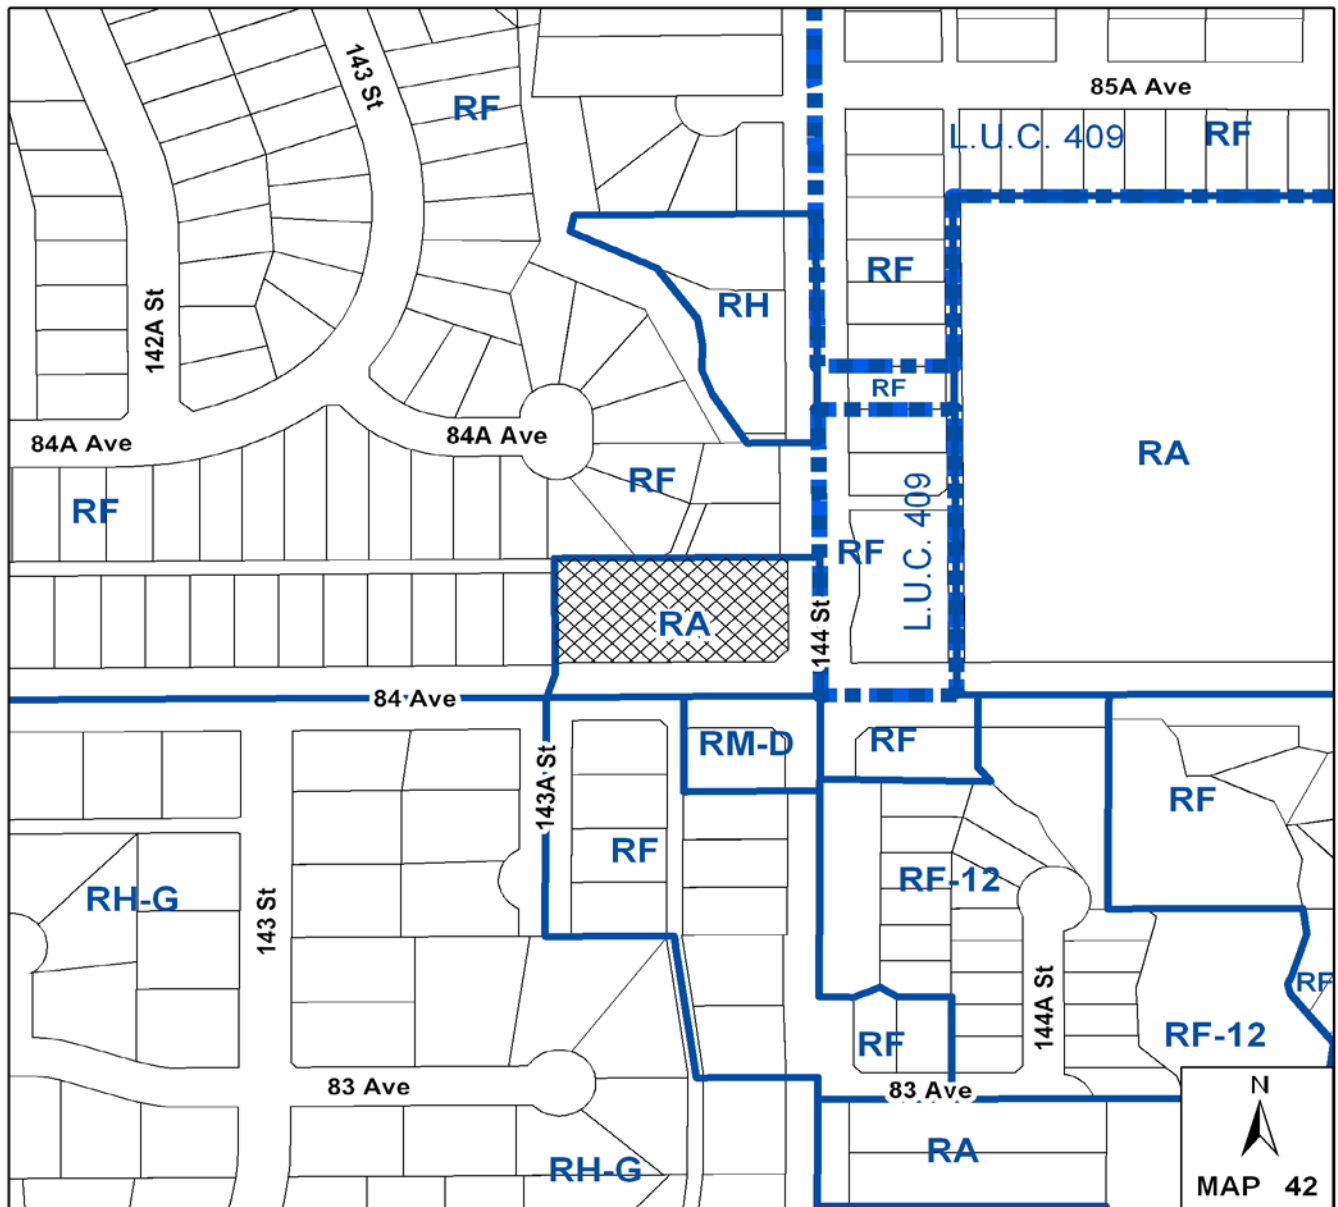 143 St
RF
85A Ave
L.U.C. 409
RF
RF
142A St
RH
RF
84A Ave
84A Ave
RA
RF
RF
L.U.C. 409
RF
RA
144 St
84 Ave
RM-D
RF
143A St
RF
RF
RH-G
RF-12
143 St
RF
144A St
RF-12
RF
83 Ave
83 Ave
N
RA
RH-G
MAP 42